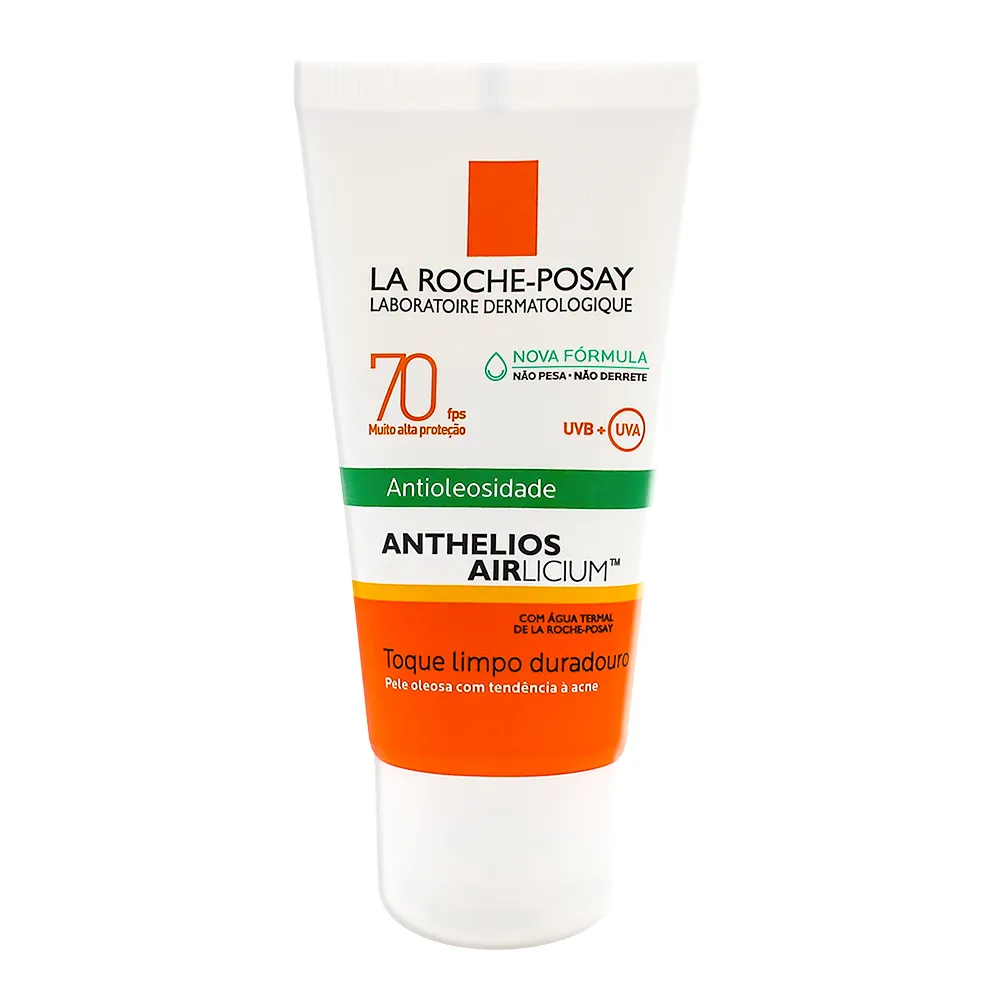 LA ROCHE-POSAY
LABORATOIRE DERMATOLOGIQUE
70 fps
Muito alta proteção
NOVA FÓRMULA
NÃO PESA • NÃO DERRETE
UVB + UVA
Antioleosidade
ANTHELIOS
AIRLICIUM™
COM ÁGUA TERMAL
DE LA ROCHE-POSAY
Toque limpo duradouro
Pele oleosa com tendência à acne